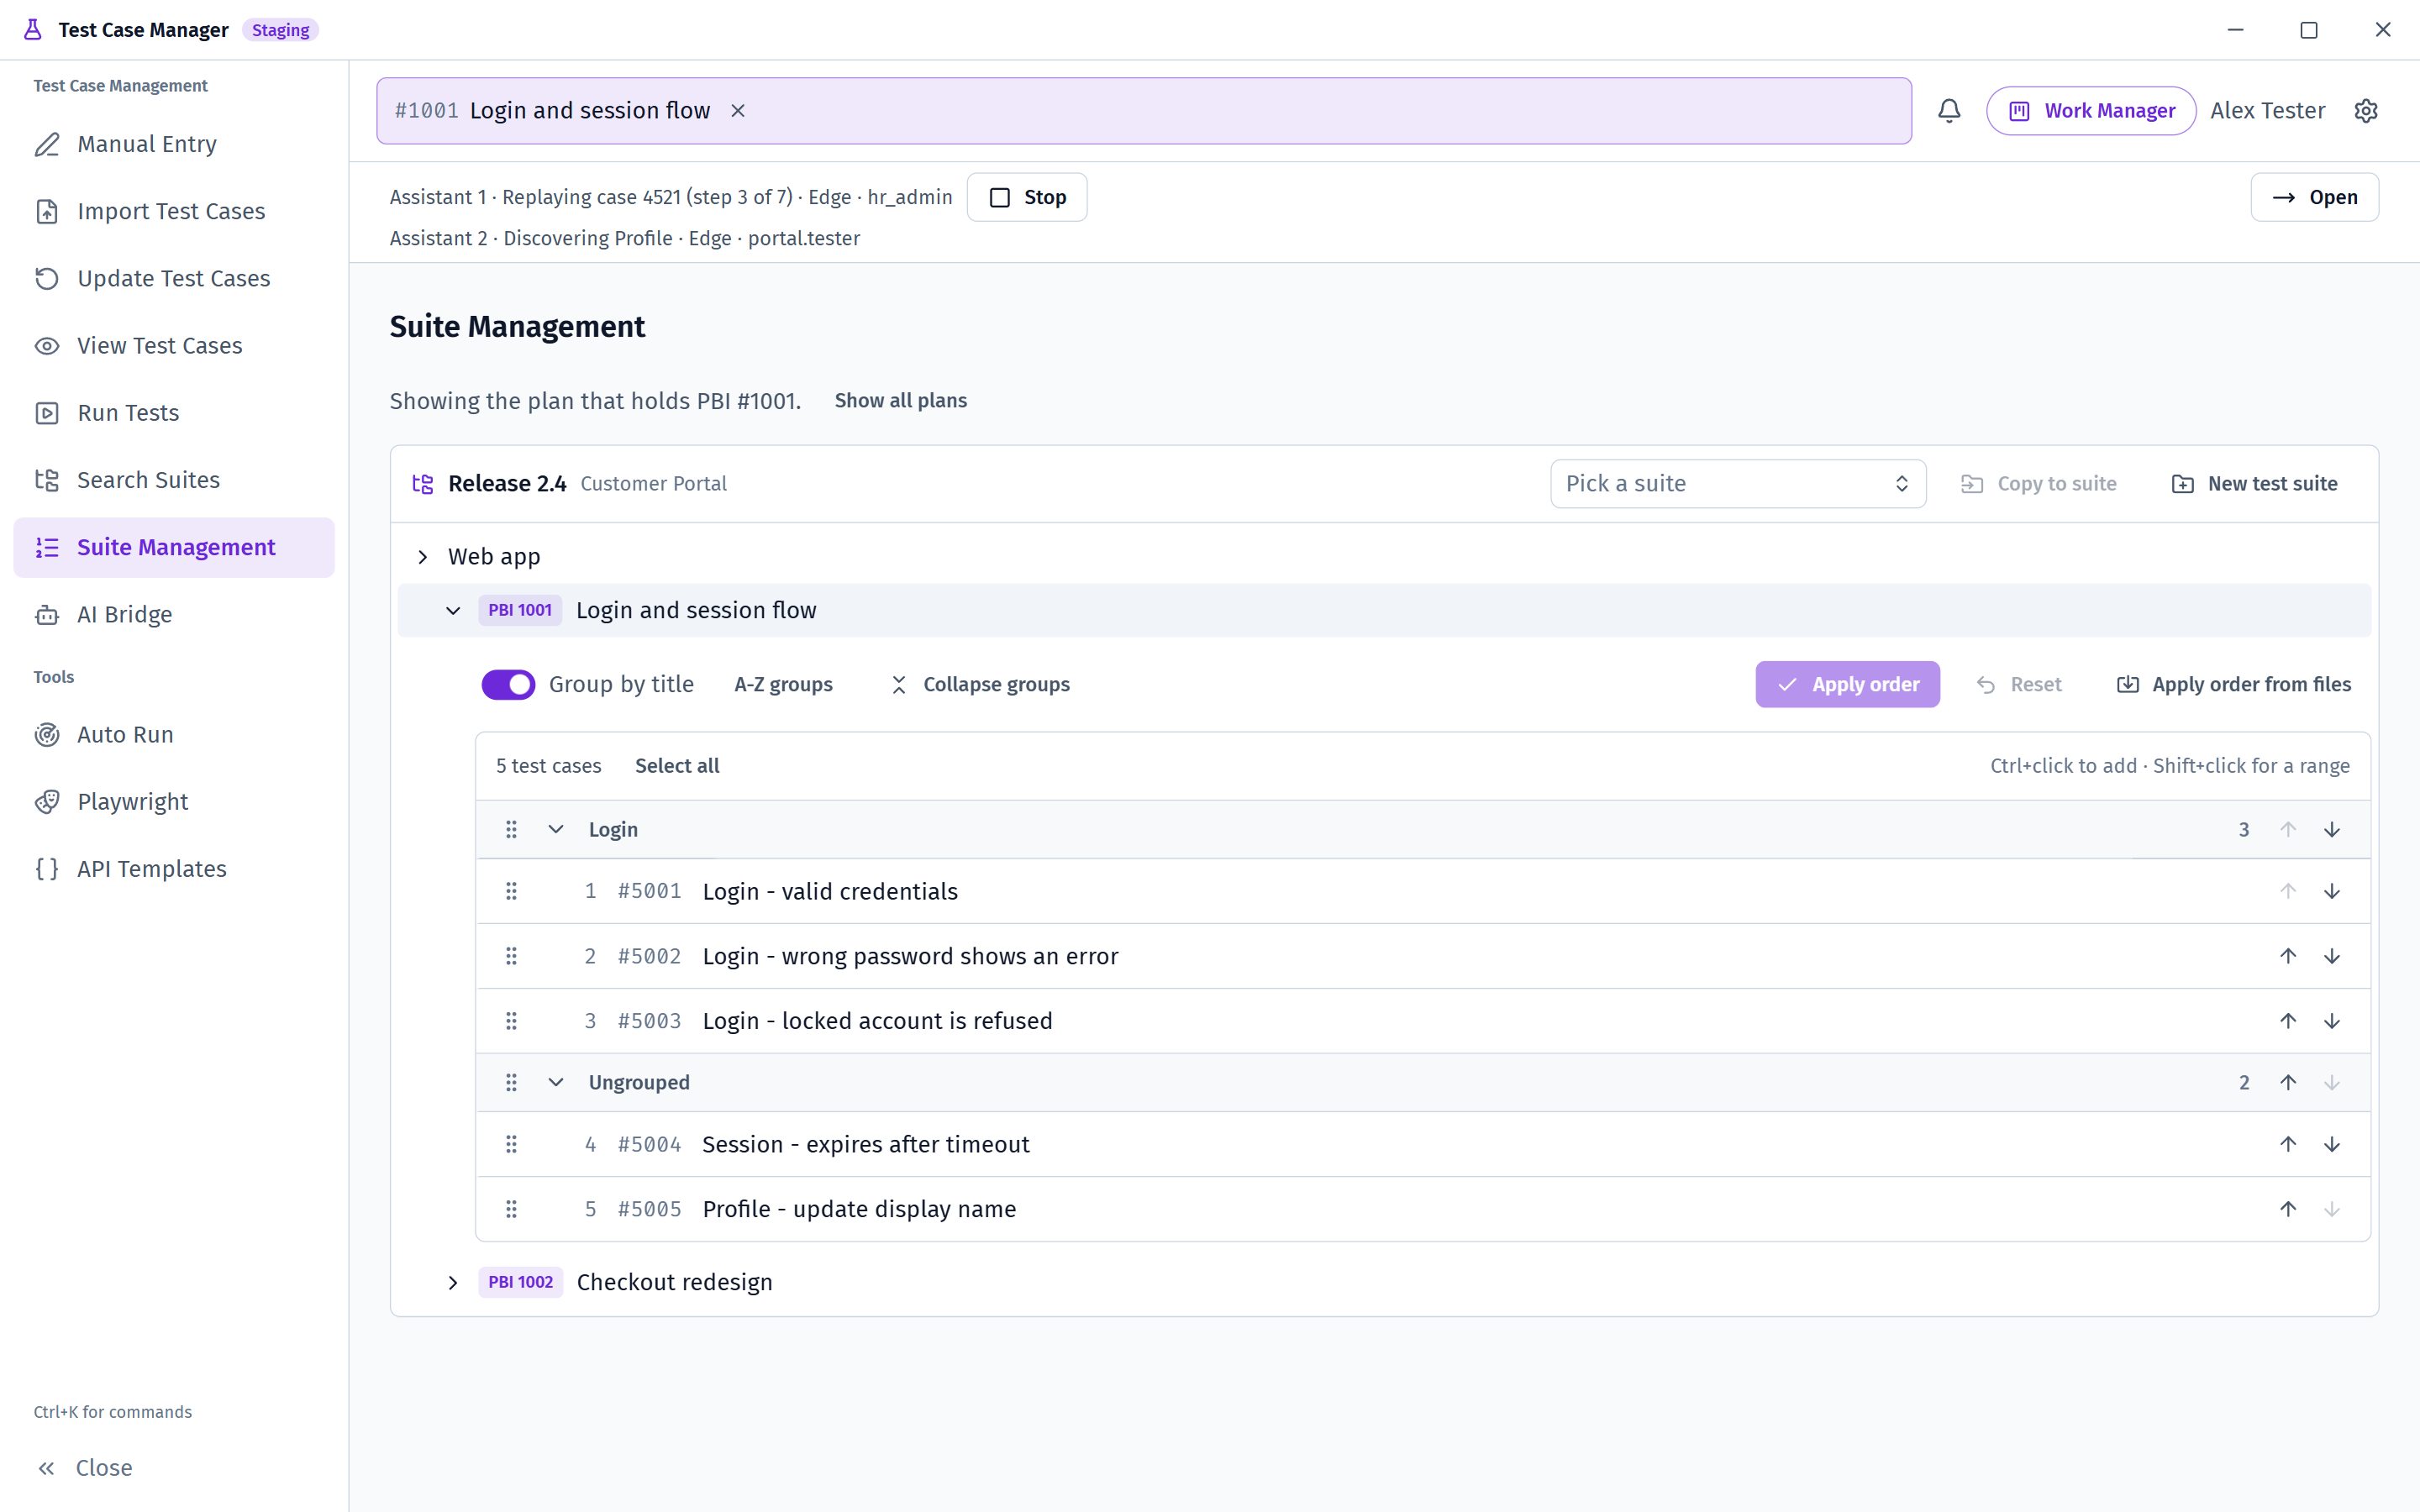 Test Case Manager Staging
Test Case Management
Manual Entry
Import Test Cases
Update Test Cases
View Test Cases
Run Tests
Search Suites
Suite Management
AI Bridge
Tools
Auto Run
Playwright
API Templates
Ctrl+K for commands
Close
#1001 Login and session flow
Work Manager
Alex Tester
Assistant 1 · Replaying case 4521 (step 3 of 7) · Edge · hr_admin Stop Open
Assistant 2 · Discovering Profile · Edge · portal.tester
Suite Management
Showing the plan that holds PBI #1001. Show all plans
Release 2.4 Customer Portal Pick a suite Copy to suite New test suite
Web app
PBI 1001 Login and session flow
Group by title A-Z groups Collapse groups Apply order Reset Apply order from files
5 test cases Select all Ctrl+click to add · Shift+click for a range
Login 3
1 #5001 Login - valid credentials
2 #5002 Login - wrong password shows an error
3 #5003 Login - locked account is refused
Ungrouped 2
4 #5004 Session - expires after timeout
5 #5005 Profile - update display name
PBI 1002 Checkout redesign